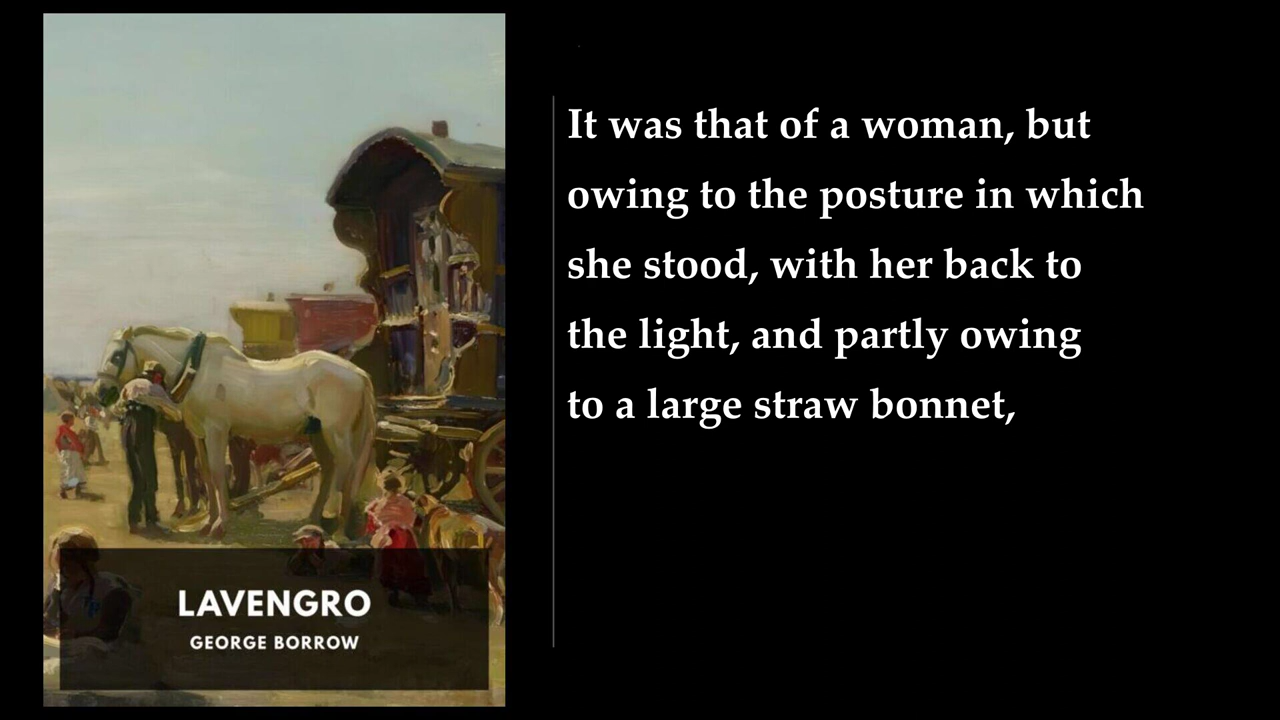 It was that of a woman, but
owing to the posture in which
she stood, with her back to
the light, and partly owing
to a large straw bonnet,
LAVENGRO
GEORGE BORROW